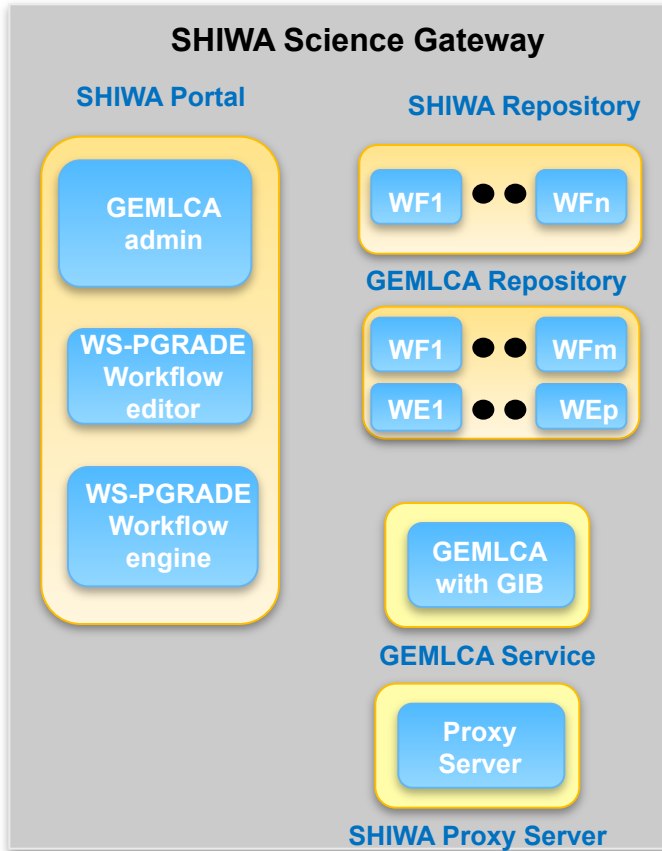 SHIWA Science Gateway
SHIWA Portal
GEMLCA
admin
WS-PGRADE
Workflow
editor
WS-PGRADE
Workflow
engine
SHIWA Repository
WF1
WFn
GEMLCA Repository
WF1
WFm
WE1
WEp
GEMLCA
with GIB
GEMLCA Service
Proxy
Server
SHIWA Proxy Server